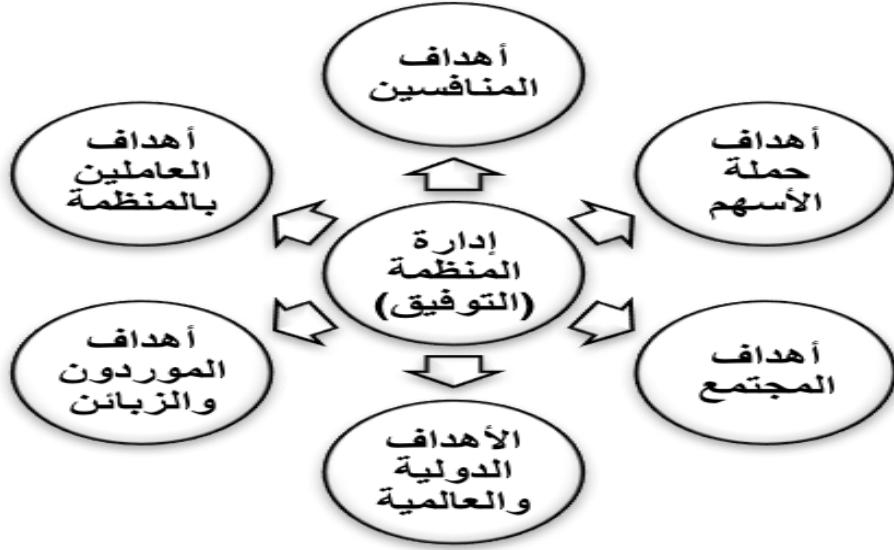 أهداف
المنافسين
أهداف
حملة
الأسهم
أهداف
المجتمع
الأهداف
الدولية
والعالمية
أهداف
الموردون
والزبائن
أهداف
العاملين
بالمنظمة
إدارة
المنظمة
(التوفيق)